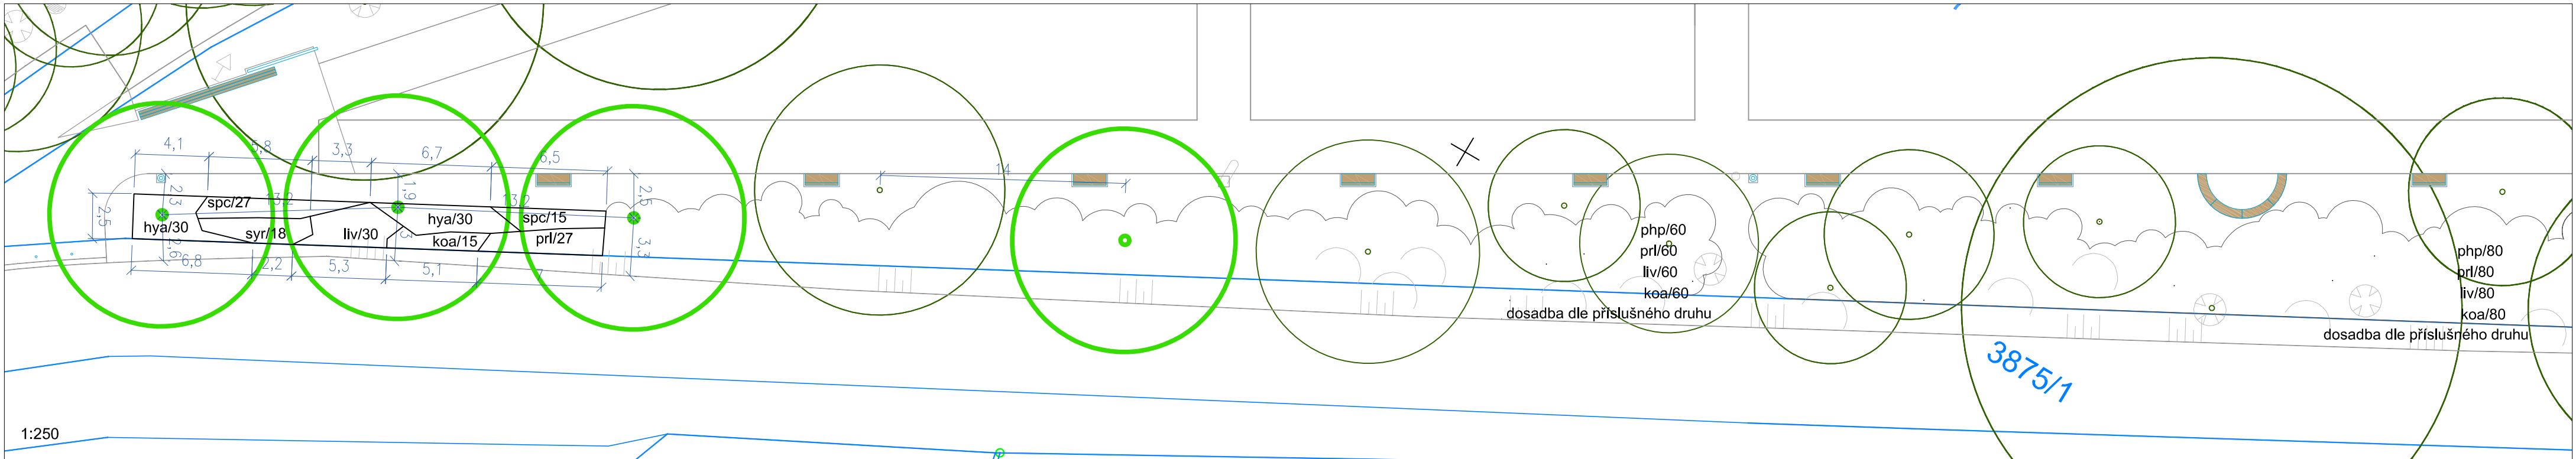 4,1
5,8
3,3
6,7
6,5
14
2,3
1,9
2,5
2,5
13,2
13,2
spc/27
hya/30
spc/15
hya/30
syr/18
liv/30
koa/15
prl/27
2,6
3,3
6,8
2,2
5,3
5,1
7
php/60
prl/60
liv/60
koa/60
dosadba dle příslušného druhu
php/80
prl/80
liv/80
koa/80
dosadba dle příslušného druhu
3875/1
1:250